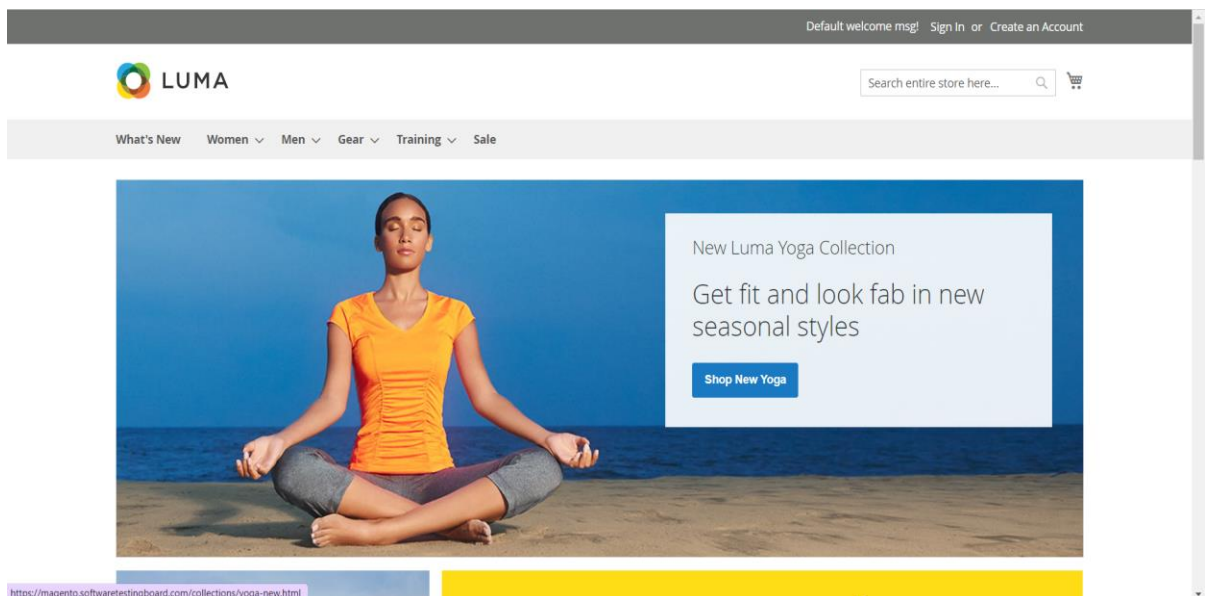 Default welcome msg! Sign In or Create an Account
LUMA
Search entire store here...
What's New Women Men Gear Training Sale
New Luma Yoga Collection
Get fit and look fab in new
seasonal styles
Shop New Yoga
https://magento.softwaretestingboard.com/collections/yoga-new.html